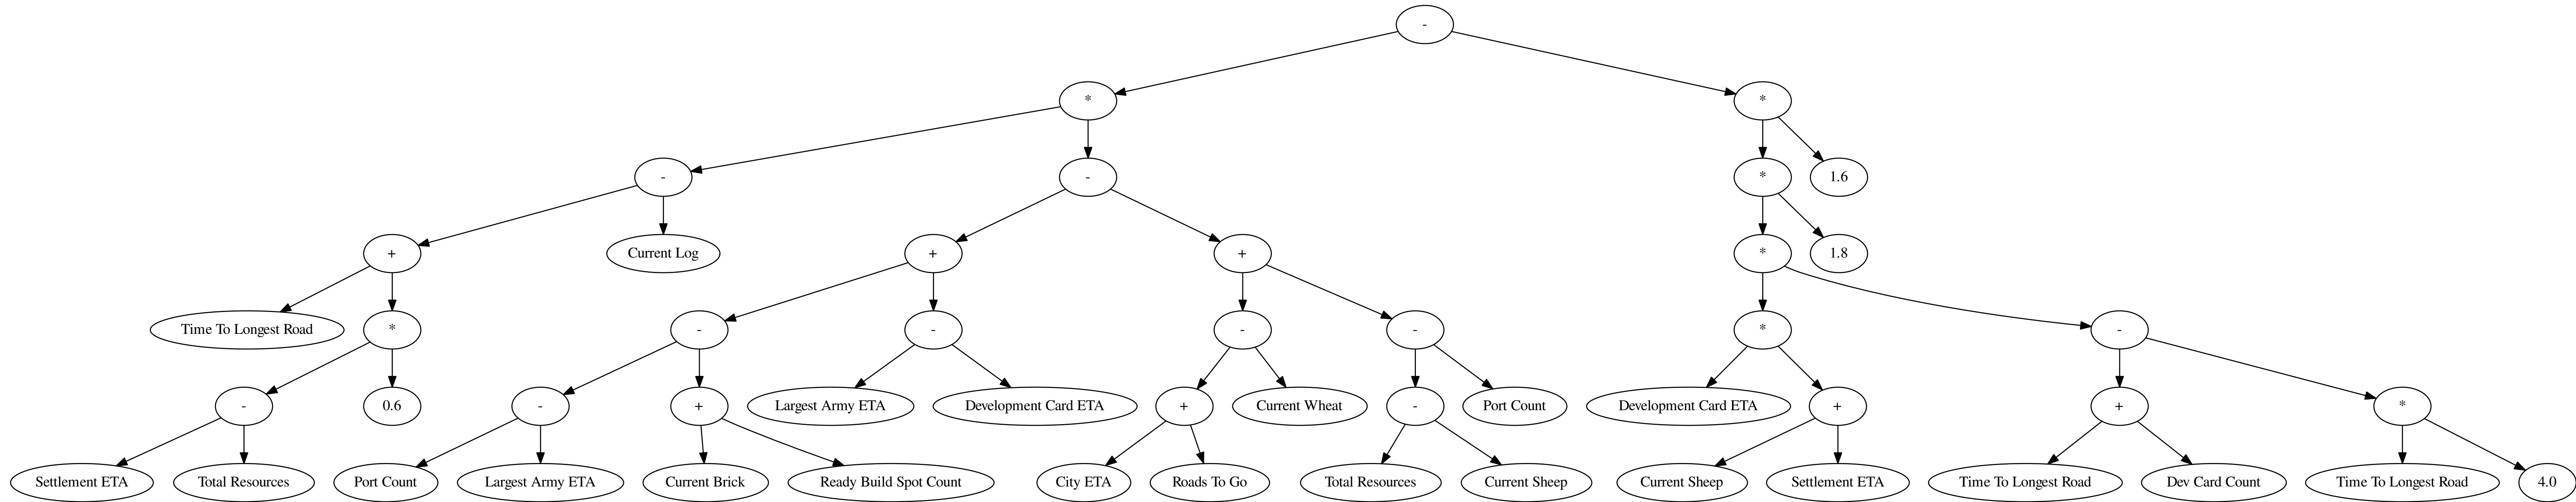 -
*
*
-
-
*
1.6
+
Current Log
+
+
*
1.8
Time To Longest Road
*
-
-
-
-
*
-
-
0.6
-
+
Largest Army ETA
Development Card ETA
+
Current Wheat
-
Port Count
Development Card ETA
+
+
*
Settlement ETA
Total Resources
Port Count
Largest Army ETA
Current Brick
Ready Build Spot Count
City ETA
Roads To Go
Total Resources
Current Sheep
Current Sheep
Settlement ETA
Time To Longest Road
Dev Card Count
Time To Longest Road
4.0